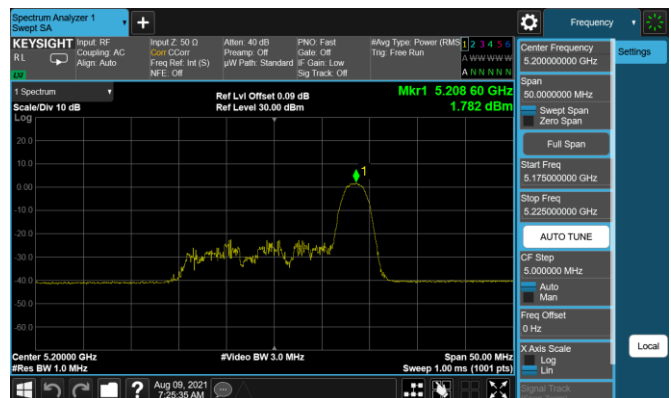 Spectrum Analyzer 1
Swept SA
+
Frequency
KEYSIGHT
RL
LXI
Input: RF
Coupling: AC
Align: Auto
Input Z: 50 Ω
Corr CCorr
Freq Ref: Int (S)
NFE: Off
Atten: 40 dB
Preamp: Off
µW Path: Standard
PNO: Fast
Gate: Off
IF Gain: Low
Sig Track: Off
#Avg Type: Power (RMS
Trig: Free Run
1 2 3 4 5 6
A W W W W W
A N N N N N
1 Spectrum
Scale/Div 10 dB
Log
Ref Lvl Offset 0.09 dB
Ref Level 30.00 dBm
Mkr1 5.208 60 GHz
1.782 dBm
1
20.0
10.0
0.00
-10.0
-20.0
-30.0
-40.0
-50.0
-60.0
Center 5.20000 GHz
#Res BW 1.0 MHz
#Video BW 3.0 MHz
Span 50.00 MHz
Sweep 1.00 ms (1001 pts)
Center Frequency
5.200000000 GHz
Settings
Span
50.0000000 MHz
Swept Span
Zero Span
Full Span
Start Freq
5.175000000 GHz
Stop Freq
5.225000000 GHz
AUTO TUNE
CF Step
5.000000 MHz
Auto
Man
Freq Offset
0 Hz
X Axis Scale
Log
Lin
Local
Signal Track
?
Aug 09, 2021
7:25:35 AM